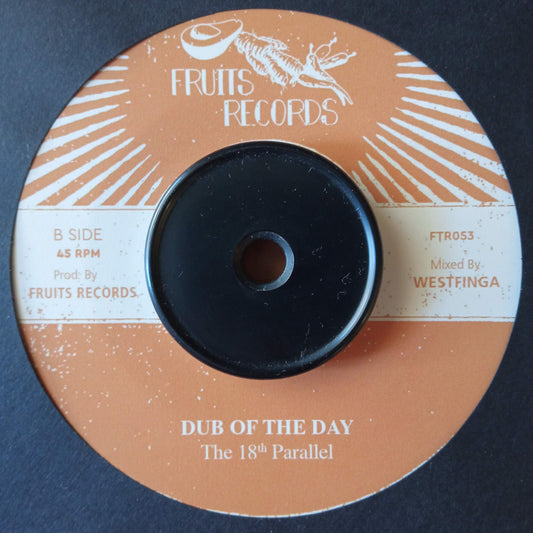 FRUITS
RECORDS
B SIDE
45 RPM
Prod: By
FRUITS RECORDS
FTR053
Mixed By
WESTFINGA
DUB OF THE DAY
The 18th Parallel